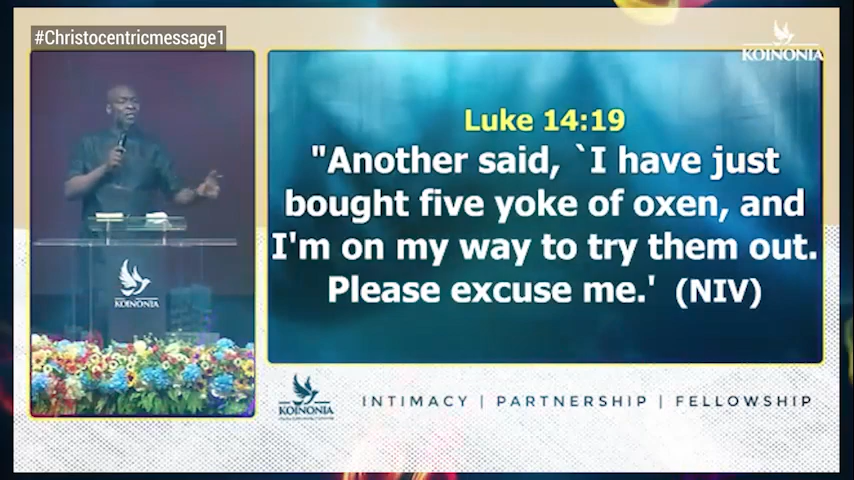 #Christocentricmessage1
KOINONIA
Luke 14:19
"Another said, `I have just
bought five yoke of oxen, and
I'm on my way to try them out.
Please excuse me.' (NIV)
KOINONIA
KOINONIA
INTIMACY | PARTNERSHIP | FELLOWSHIP